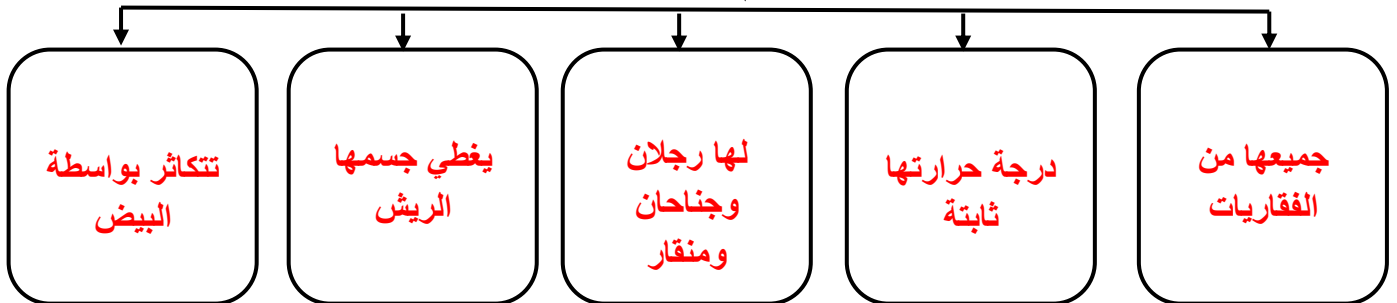 جميعها من
الفقاريات
درجة حرارتها
ثابتة
لها رجلان
وجناحان
ومنقار
يغطي جسمها
الريش
تتكاثر بواسطة
البيض